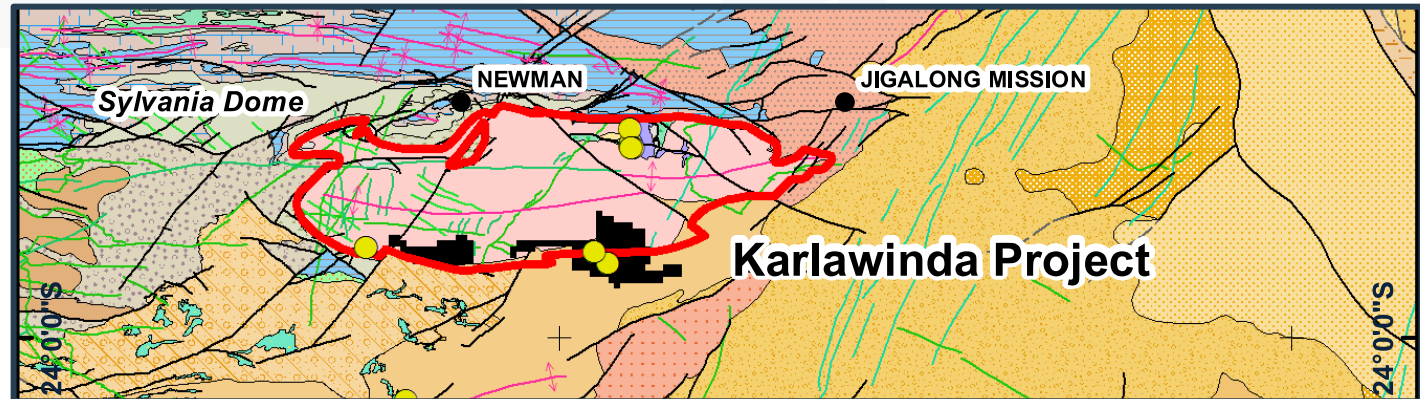 NEWMAN
JIGALONG MISSION
Sylvania Dome
Karlawinda Project
24°0'0"S
24°0'0"S